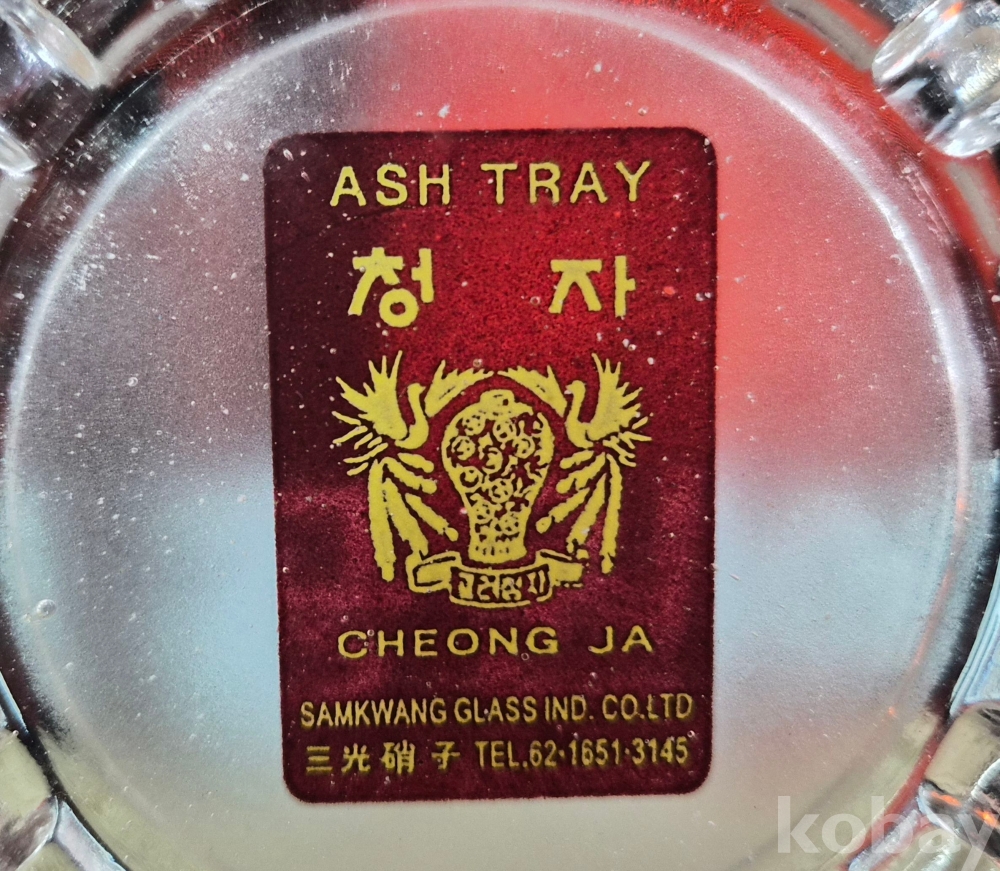 ASH TRAY
청 자
고려청자
CHEONG JA
SAMKWANG GLASS IND. CO.LTD
三光硝子 TEL.62·1651·3145
kobay